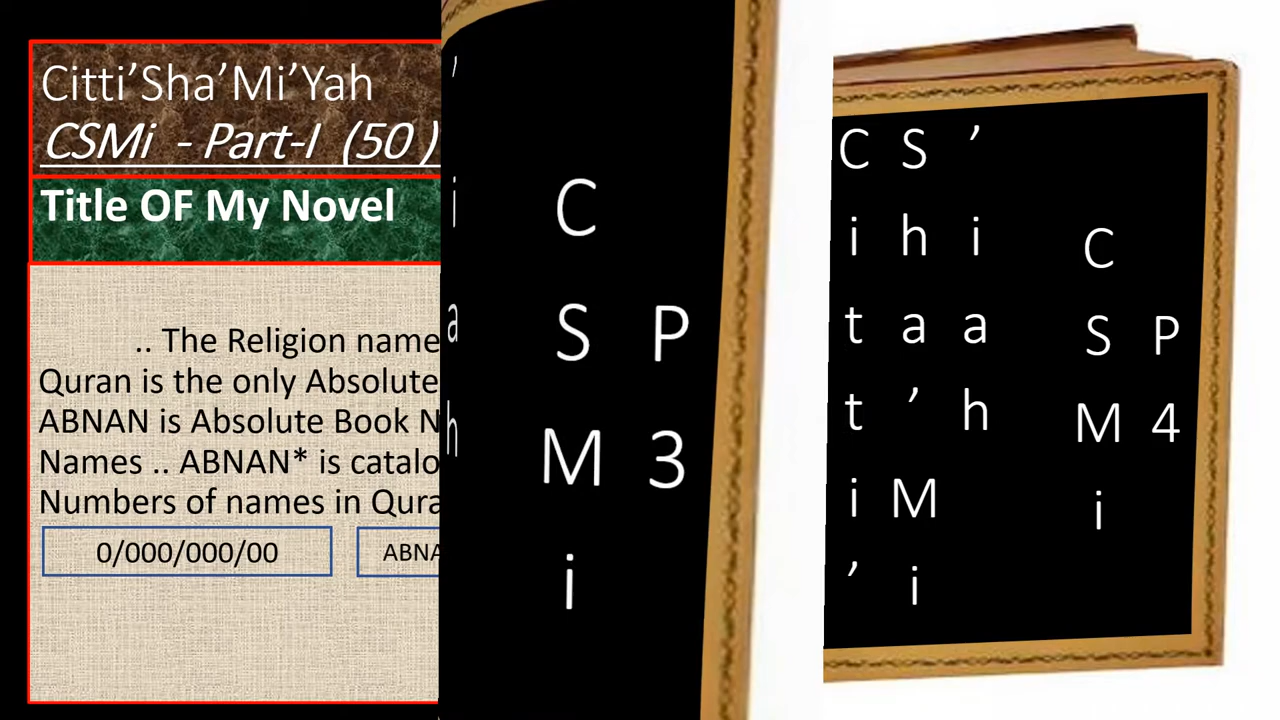 Citti’Sha’Mi’Yah
CSMi - Part-I (50 )
Title OF My Novel
.. The Religion name
Quran is the only Absolute
ABNAN is Absolute Book N
Names .. ABNAN* is catalo
Numbers of names in Qura
0/000/000/00
ABNA
’
i
a
h
C
S P
M 3
i
C S ’
i h i
t a a
t ’ h
i M
’ i
C
S P
M 4
i